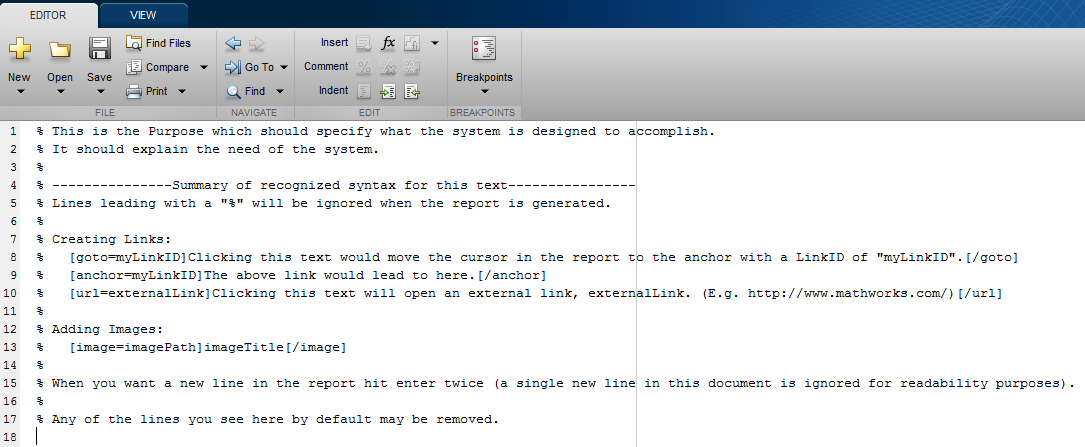 EDITOR VIEW
New Open Save Find Files Compare Print
FILE
Go To Find
NAVIGATE
Insert fx
Comment
Indent
EDIT
Breakpoints
BREAKPOINTS
1 % This is the Purpose which should specify what the system is designed to accomplish.
2 % It should explain the need of the system.
3 %
4 % ---------------Summary of recognized syntax for this text----------------
5 % Lines leading with a "%" will be ignored when the report is generated.
6 %
7 % Creating Links:
8 %   [goto=myLinkID]Clicking this text would move the cursor in the report to the anchor with a LinkID of "myLinkID".[/goto]
9 %   [anchor=myLinkID]The above link would lead to here.[/anchor]
10 %   [url=externalLink]Clicking this text will open an external link, externalLink. (E.g. http://www.mathworks.com/)[/url]
11 %
12 % Adding Images:
13 %   [image=imagePath]imageTitle[/image]
14 %
15 % When you want a new line in the report hit enter twice (a single new line in this document is ignored for readability purposes).
16 %
17 % Any of the lines you see here by default may be removed.
18